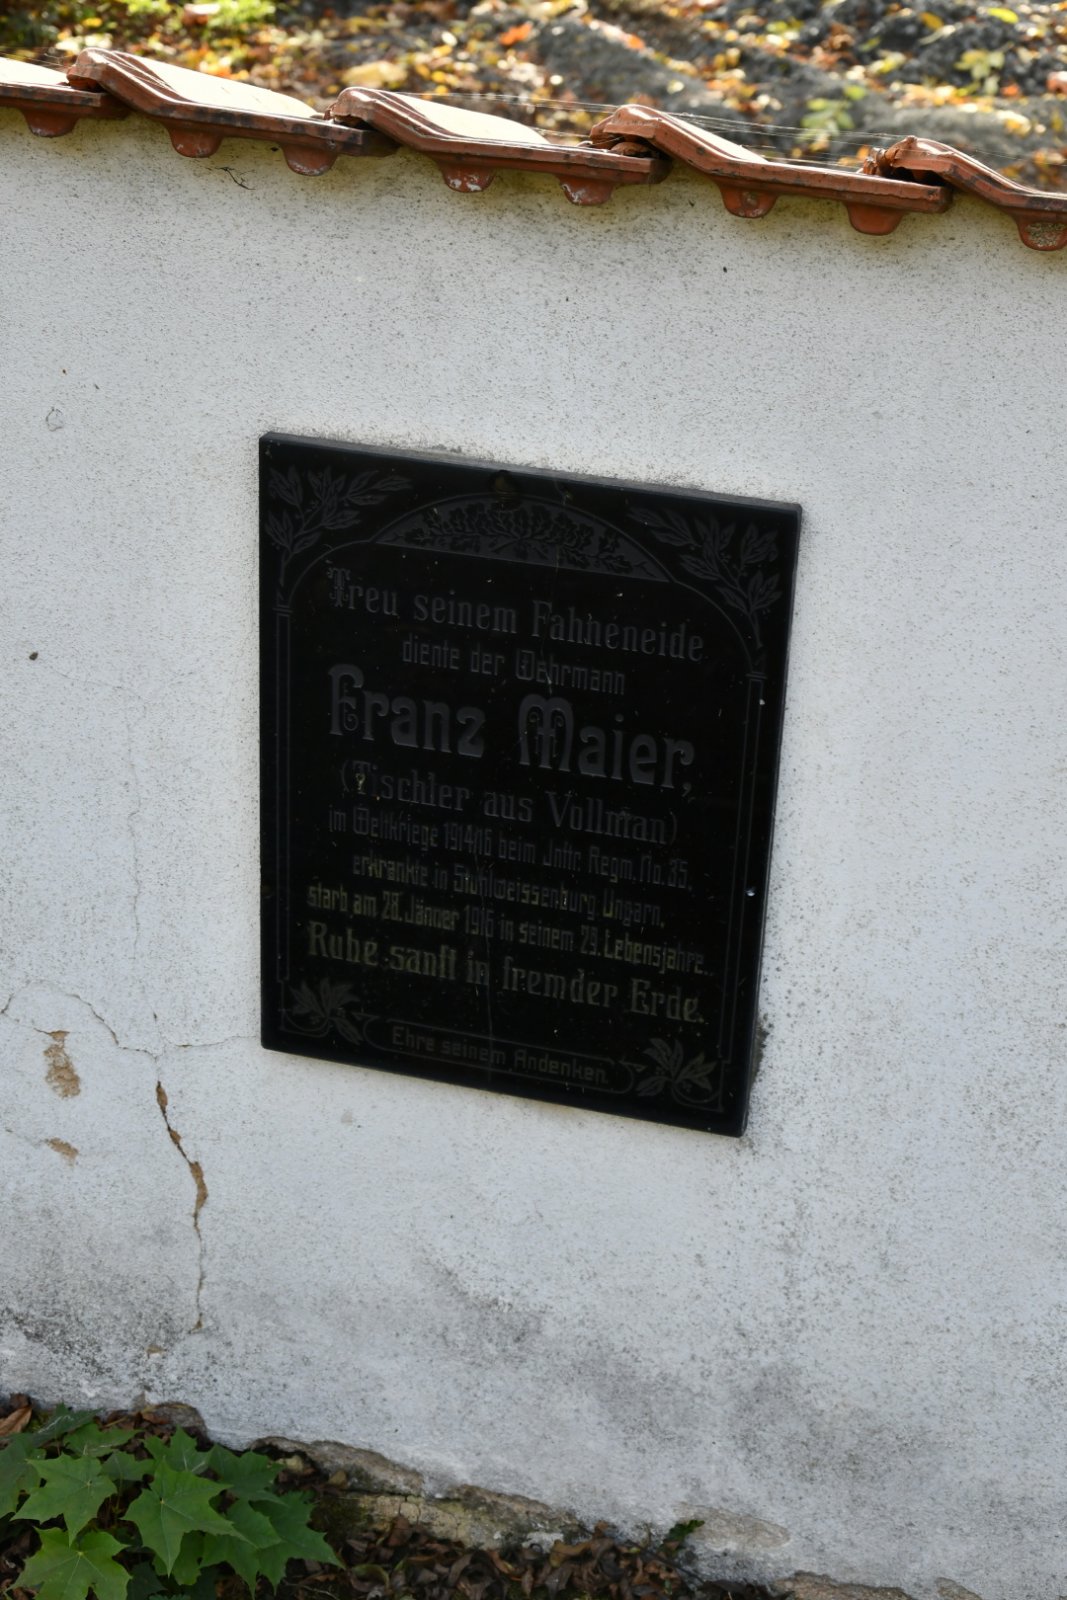 Treu seinem Fahneneide
diente der Wehrmann
Franz Maier,
(Tischler aus Vollman)
im Weltkriege 1914/16 beim Inftr. Regm. No. 35.
erkrankte in Stuhlweissenburg, Ungarn,
starb am 28. Jänner 1916 in seinem 29. Lebensjahre.
Ruhe sanft in fremder Erde.
Ehre seinem Andenken.